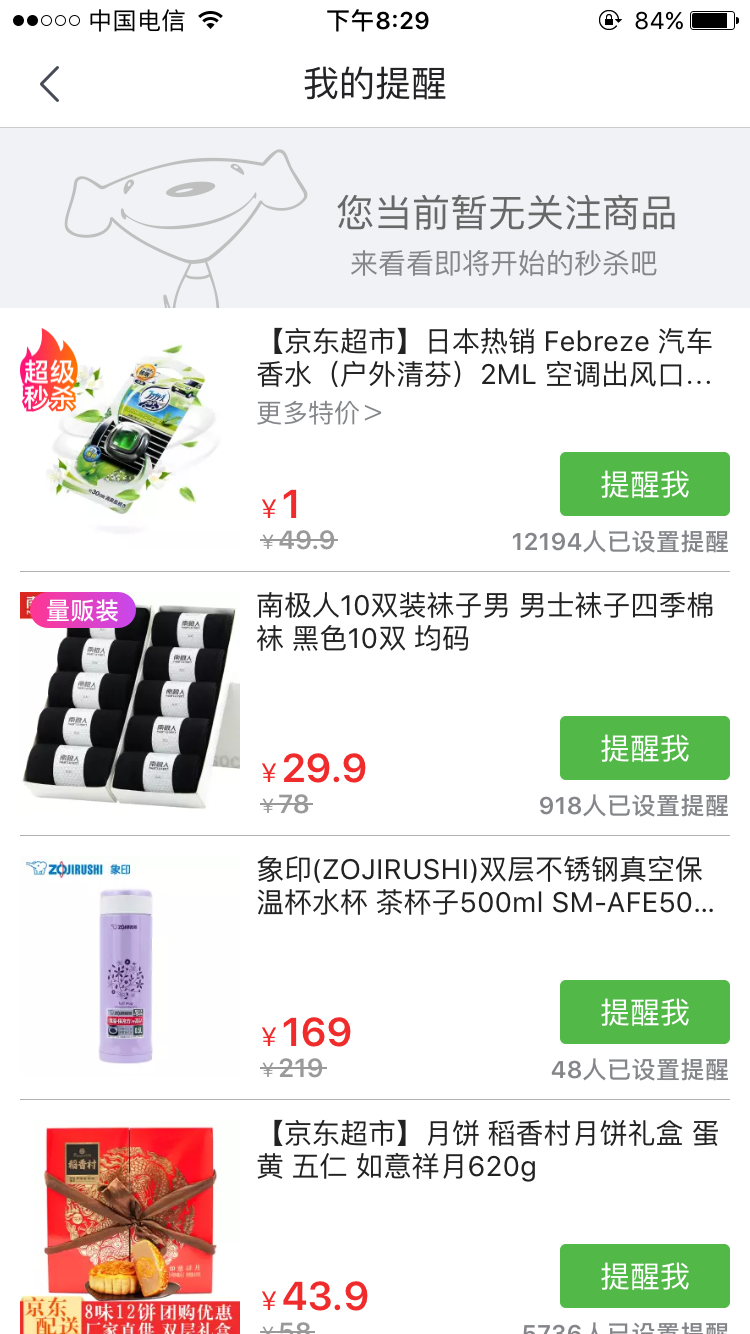 中国电信
下午8:29
84%
我的提醒
您当前暂无关注商品
来看看即将开始的秒杀吧
超级
秒杀
【京东超市】日本热销 Febreze 汽车
香水（户外清芬）2ML 空调出风口...
更多特价＞
提醒我
¥1
¥49.9
12194人已设置提醒
量贩装
南极人10双装袜子男 男士袜子四季棉
袜 黑色10双 均码
提醒我
¥29.9
¥78
918人已设置提醒
ZOJIRUSHI 象印
象印(ZOJIRUSHI)双层不锈钢真空保
温杯水杯 茶杯子500ml SM-AFE50...
提醒我
¥169
¥219
48人已设置提醒
稻香村
【京东超市】月饼 稻香村月饼礼盒 蛋
黄 五仁 如意祥月620g
提醒我
¥43.9
¥58
5736人已设置提醒
京东
配送
8味12饼 团购优惠
厂家直供 双层礼盒